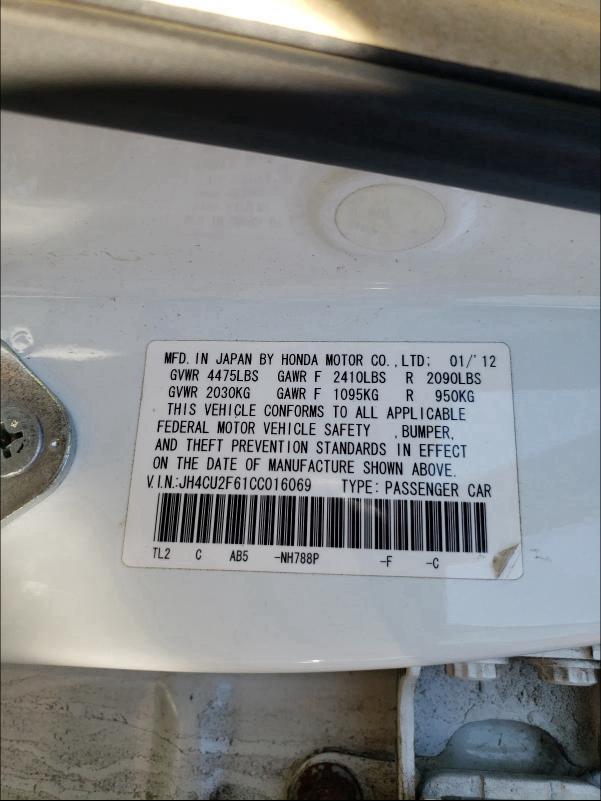 MFD. IN JAPAN BY HONDA MOTOR CO., LTD; 01/'12
GVWR 4475LBS GAWR F 2410LBS R 2090LBS
GVWR 2030KG GAWR F 1095KG R 950KG
THIS VEHICLE CONFORMS TO ALL APPLICABLE
FEDERAL MOTOR VEHICLE SAFETY , BUMPER,
AND THEFT PREVENTION STANDARDS IN EFFECT
ON THE DATE OF MANUFACTURE SHOWN ABOVE.
V.I.N:JH4CU2F61CC016069 TYPE: PASSENGER CAR
TL2 C AB5 -NH788P -F -C